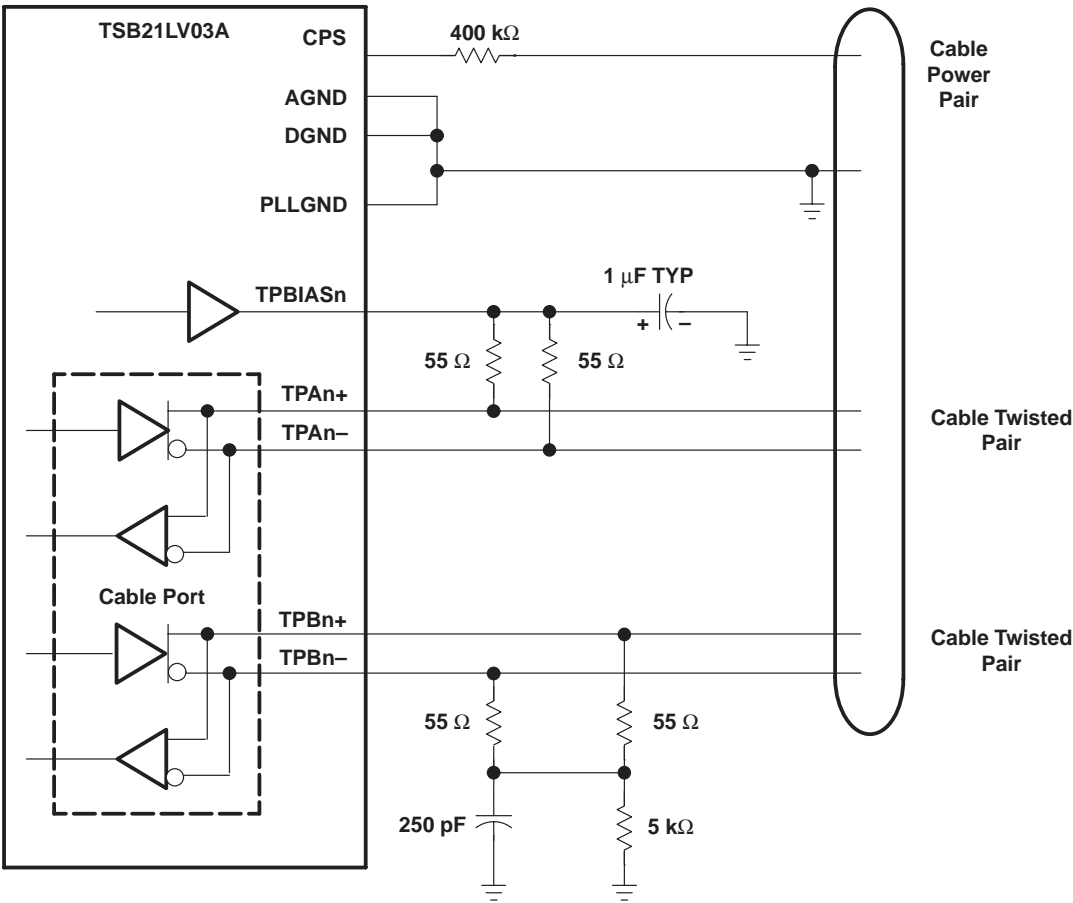 TSB21LV03A
CPS
400 kΩ
Cable
Power
Pair
AGND
DGND
PLLGND
TPBIASn
1 μF TYP
+ –
55 Ω
55 Ω
TPAn+
TPAn–
Cable Twisted
Pair
Cable Port
TPBn+
TPBn–
Cable Twisted
Pair
55 Ω
55 Ω
250 pF
5 kΩ